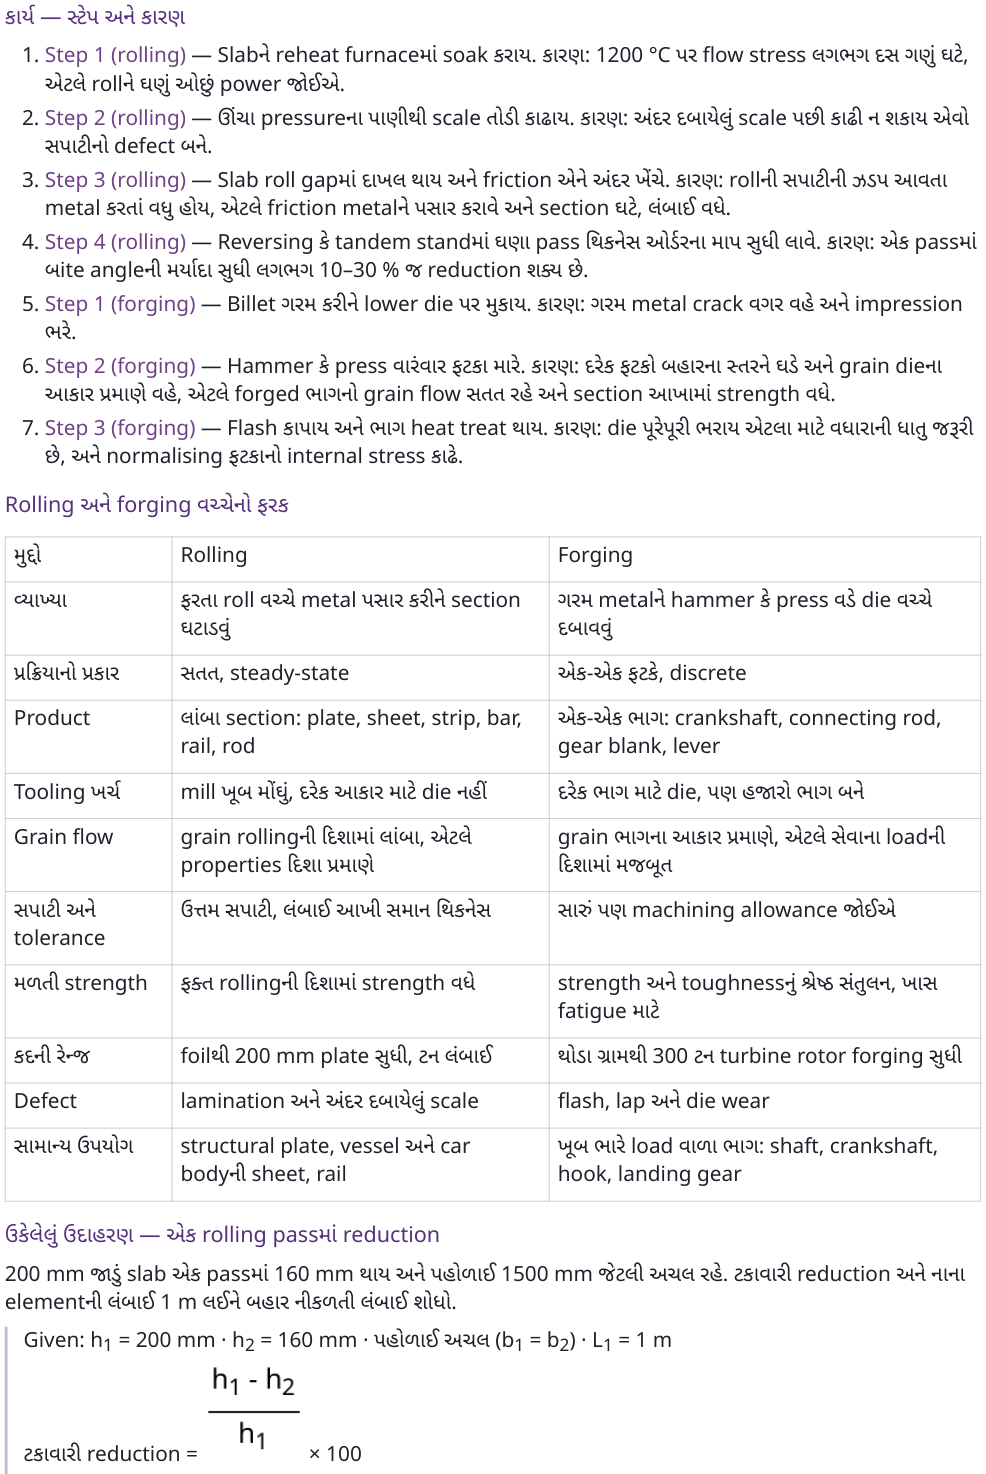 કાર્ય — સ્ટેપ અને કારણ
1. Step 1 (rolling) — Slabને reheat furnaceમાં soak કરાય. કારણ: 1200 °C પર flow stress લગભગ દસ ગણું ઘટે,
એટલે rollને ઘણું ઓછું power જોઈએ.
2. Step 2 (rolling) — ઊંચા pressureના પાણીથી scale તોડી કાઢાય. કારણ: અંદર દબાયેલું scale પછી કાઢી ન શકાય એવો
સપાટીનો defect બને.
3. Step 3 (rolling) — Slab roll gapમાં દાખલ થાય અને friction એને અંદર ખેંચે. કારણ: rollની સપાટીની ઝડપ આવતા
metal કરતાં વધુ હોય, એટલે friction metalને પસાર કરાવે અને section ઘટે, લંબાઈ વધે.
4. Step 4 (rolling) — Reversing કે tandem standમાં ઘણા pass થિકનેસ ઓર્ડરના માપ સુધી લાવે. કારણ: એક passમાં
બite angleની મર્યાદા સુધી લગભગ 10–30 % જ reduction શક્ય છે.
5. Step 1 (forging) — Billet ગરમ કરીને lower die પર મુકાય. કારણ: ગરમ metal crack વગર વહે અને impression
ભરે.
6. Step 2 (forging) — Hammer કે press વારંવાર ફટકા મારે. કારણ: દરેક ફટકો બહારના સ્તરને ઘડે અને grain dieના
આકાર પ્રમાણે વહે, એટલે forged ભાગનો grain flow સતત રહે અને section આખામાં strength વધે.
7. Step 3 (forging) — Flash કાપાય અને ભાગ heat treat થાય. કારણ: die પૂરેપૂરી ભરાય એટલા માટે વધારાની ધાતુ જરૂરી
છે, અને normalising ફટકાનો internal stress કાઢે.
Rolling અને forging વચ્ચેનો ફરક
મુદ્દો Rolling Forging
વ્યાખ્યા ફરતા roll વચ્ચે metal પસાર કરીને section ગરમ metalને hammer કે press વડે die વચ્ચે
ઘટાડવું દબાવવું
પ્રક્રિયાનો પ્રકાર સતત, steady-state એક-એક ફટકે, discrete
Product લાંબા section: plate, sheet, strip, bar, એક-એક ભાગ: crankshaft, connecting rod,
rail, rod gear blank, lever
Tooling ખર્ચ mill ખૂબ મોંઘું, દરેક આકાર માટે die નહીં દરેક ભાગ માટે die, પણ હજારો ભાગ બને
Grain flow grain rollingની દિશામાં લાંબા, એટલે grain ભાગના આકાર પ્રમાણે, એટલે સેવાના loadની
properties દિશા પ્રમાણે દિશામાં મજબૂત
સપાટી અને ઉત્તમ સપાટી, લંબાઈ આખી સમાન થિકનેસ સારું પણ machining allowance જોઈએ
tolerance
મળતી strength ફક્ત rollingની દિશામાં strength વધે strength અને toughnessનું શ્રેષ્ઠ સંતુલન, ખાસ
fatigue માટે
કદની રેન્જ foilથી 200 mm plate સુધી, ટન લંબાઈ થોડા ગ્રામથી 300 ટન turbine rotor forging સુધી
Defect lamination અને અંદર દબાયેલું scale flash, lap અને die wear
સામાન્ય ઉપયોગ structural plate, vessel અને car ખૂબ ભારે load વાળા ભાગ: shaft, crankshaft,
bodyની sheet, rail hook, landing gear
ઉકેલેલું ઉદાહરણ — એક rolling passમાં reduction
200 mm જાડું slab એક passમાં 160 mm થાય અને પહોળાઈ 1500 mm જેટલી અચલ રહે. ટકાવારી reduction અને નાના
elementની લંબાઈ 1 m લઈને બહાર નીકળતી લંબાઈ શોધો.
Given: h₁ = 200 mm · h₂ = 160 mm · પહોળાઈ અચલ (b₁ = b₂) · L₁ = 1 m
h₁ - h₂
h₁
ટકાવારી reduction = × 100